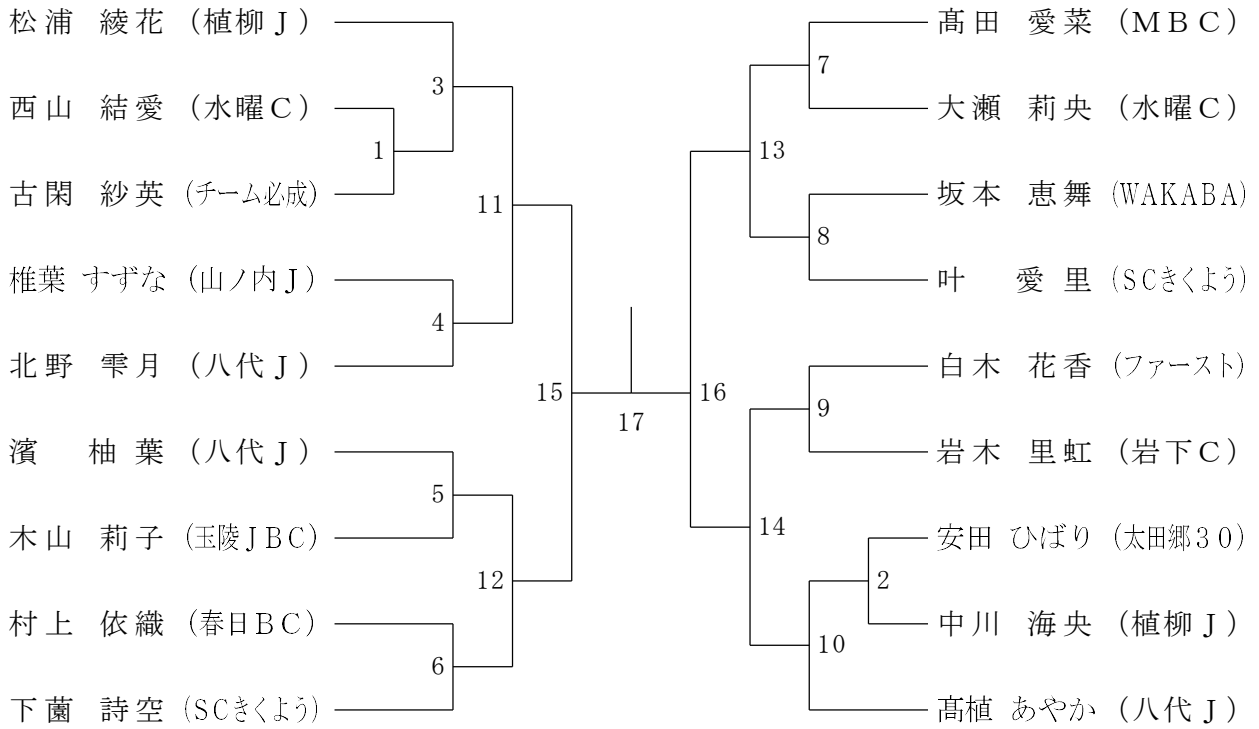 松浦 綾花 (植柳J)
西山 結愛 (水曜C)
古閑 紗英 (チーム必成)
椎葉 すずな (山ノ内J)
北野 雫月 (八代J)
濱 柚葉 (八代J)
木山 莉子 (玉陵JBC)
村上 依織 (春日BC)
下薗 詩空 (SCきくよう)
1
3
4
11
5
6
12
15
17
16
13
7
8
14
9
2
10
髙田 愛菜 (MBC)
大瀬 莉央 (水曜C)
坂本 恵舞 (WAKABA)
叶 愛里 (SCきくよう)
白木 花香 (ファースト)
岩木 里虹 (岩下C)
安田 ひばり (太田郷30)
中川 海央 (植柳J)
髙植 あやか (八代J)